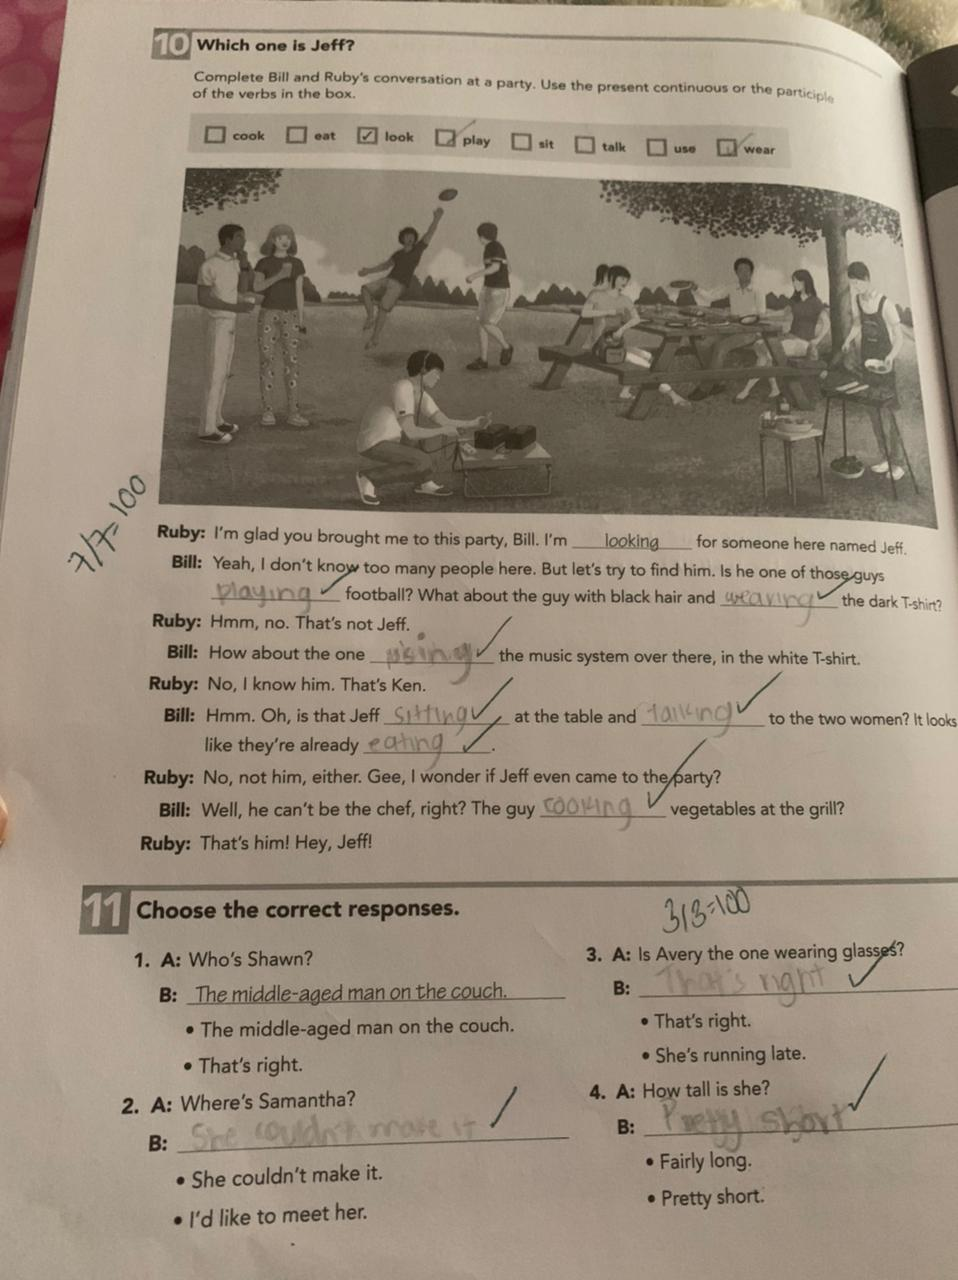 10 Which one is Jeff?
Complete Bill and Ruby's conversation at a party. Use the present continuous or the participle
of the verbs in the box.
☐ cook ☐ eat ☑ look ☐ play ☐ sit ☐ talk ☐ use ☐ wear
7/7=100
Ruby: I'm glad you brought me to this party, Bill. I'm looking for someone here named Jeff.
Bill: Yeah, I don't know too many people here. But let's try to find him. Is he one of those guys
playing football? What about the guy with black hair and wearing the dark T-shirt?
Ruby: Hmm, no. That's not Jeff.
Bill: How about the one using the music system over there, in the white T-shirt.
Ruby: No, I know him. That's Ken.
Bill: Hmm. Oh, is that Jeff sitting at the table and talking to the two women? It looks
like they're already eating.
Ruby: No, not him, either. Gee, I wonder if Jeff even came to the party?
Bill: Well, he can't be the chef, right? The guy cooking vegetables at the grill?
Ruby: That's him! Hey, Jeff!
11 Choose the correct responses.
3/3=100
1. A: Who's Shawn?
B: The middle-aged man on the couch.
• The middle-aged man on the couch.
• That's right.
2. A: Where's Samantha?
B: She couldn't make it
• She couldn't make it.
• I'd like to meet her.
3. A: Is Avery the one wearing glasses?
B: That's right
• That's right.
• She's running late.
4. A: How tall is she?
B: Pretty short
• Fairly long.
• Pretty short.